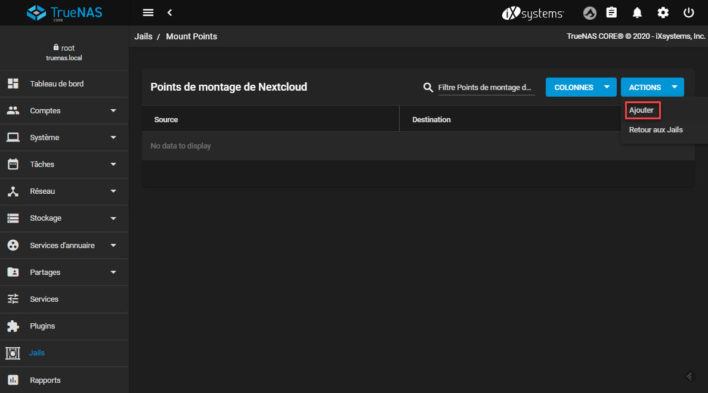 TrueNAS
CORE
iXsystems
root
truenas.local
Jails / Mount Points
TrueNAS CORE® © 2020 - iXsystems, Inc.
Tableau de bord
Comptes
Système
Tâches
Réseau
Stockage
Services d'annuaire
Partages
Services
Plugins
Jails
Rapports
Points de montage de Nextcloud
Filtre Points de montage d...
COLONNES
ACTIONS
Ajouter
Retour aux Jails
Source
Destination
No data to display